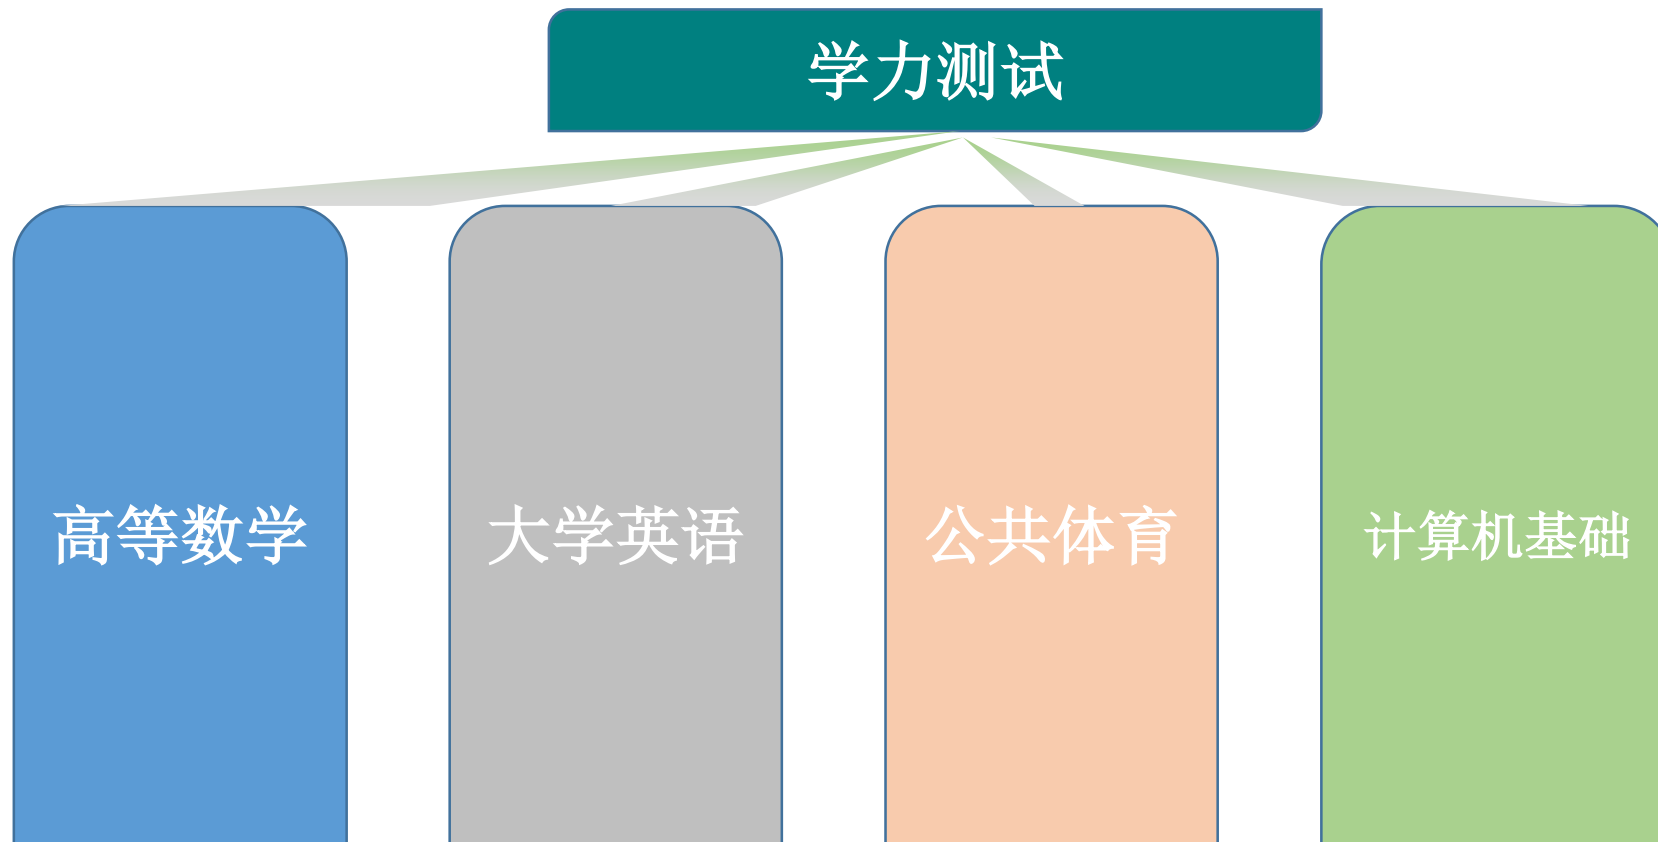 学力测试
高等数学
大学英语
公共体育
计算机基础